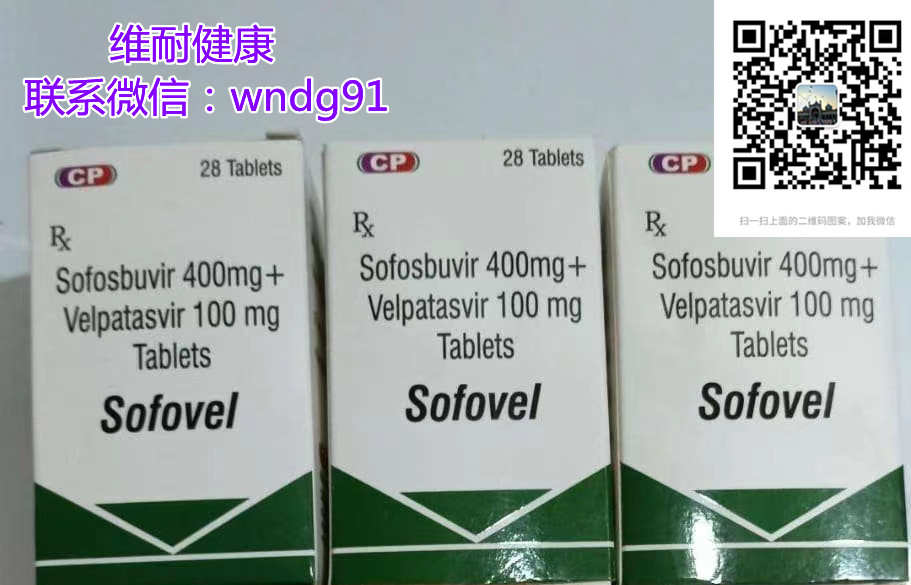 维耐健康
联系微信：wndg91
扫一扫上面的二维码图案，加我微信
CP
28 Tablets
Rx
Sofosbuvir 400mg+
Velpatasvir 100 mg
Tablets
Sofovel
CP
28 Tablets
Rx
Sofosbuvir 400mg+
Velpatasvir 100 mg
Tablets
Sofovel
CP
Rx
Sofosbuvir 400mg+
Velpatasvir 100 mg
Tablets
Sofovel